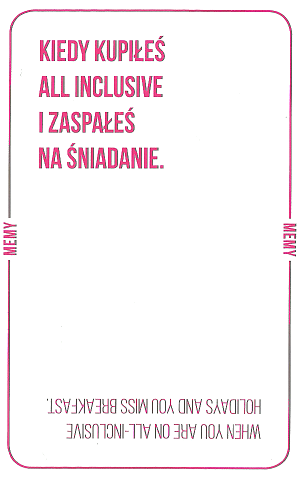 KIEDY KUPIŁEŚ
ALL INCLUSIVE
I ZASPAŁEŚ
NA ŚNIADANIE.
MEMY
MEMY
WHEN YOU ARE ON ALL-INCLUSIVE
HOLIDAYS AND YOU MISS BREAKFAST.